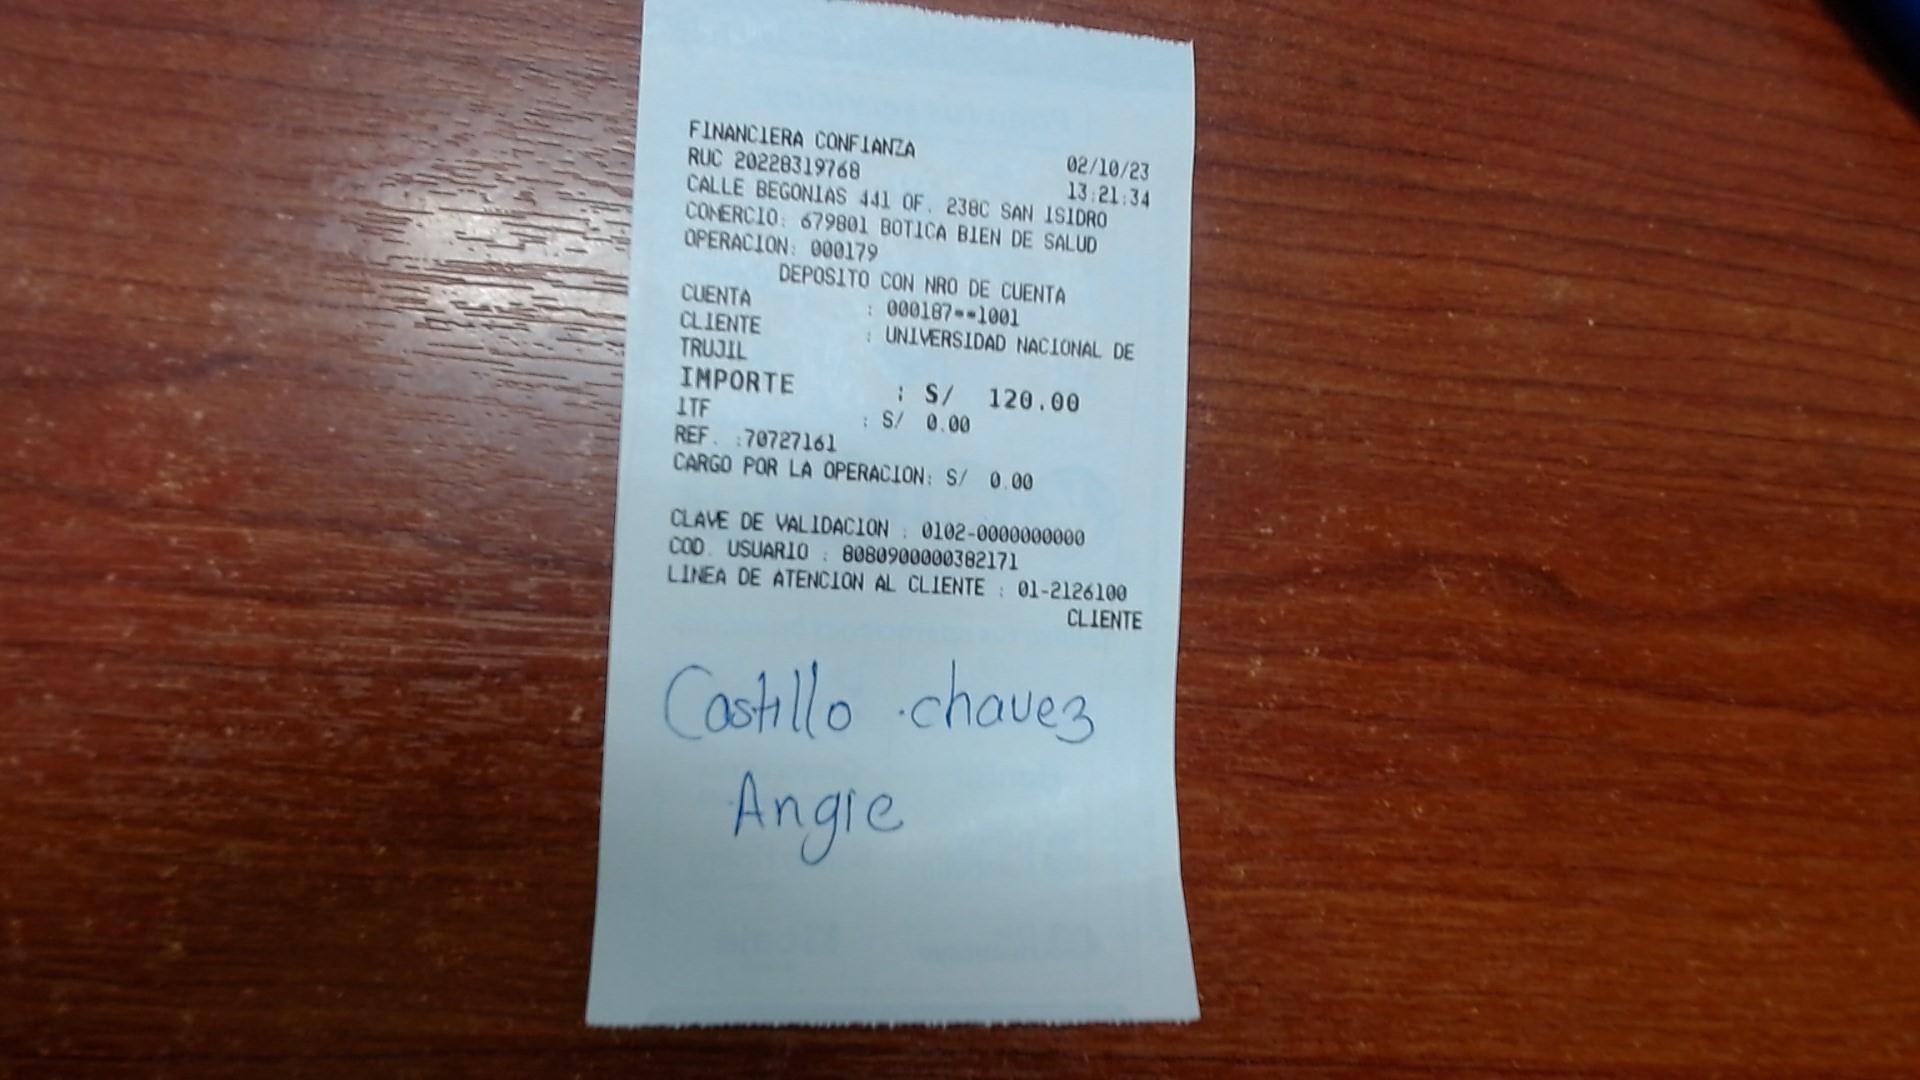 FINANCIERA CONFIANZA 02/10/23
RUC 20228319768 13:21:34
CALLE BEGONIAS 441 OF. 238C SAN ISIDRO
COMERCIO: 679801 BOTICA BIEN DE SALUD
OPERACION: 000179
DEPOSITO CON NRO DE CUENTA
CUENTA : 000187**1001
CLIENTE : UNIVERSIDAD NACIONAL DE
TRUJIL
IMPORTE : S/ 120.00
ITF : S/ 0.00
REF. :70727161
CARGO POR LA OPERACION: S/ 0.00
CLAVE DE VALIDACION : 0102-0000000000
COD. USUARIO : 8080900000382171
LINEA DE ATENCION AL CLIENTE : 01-2126100
CLIENTE
Castillo chavez
Angie